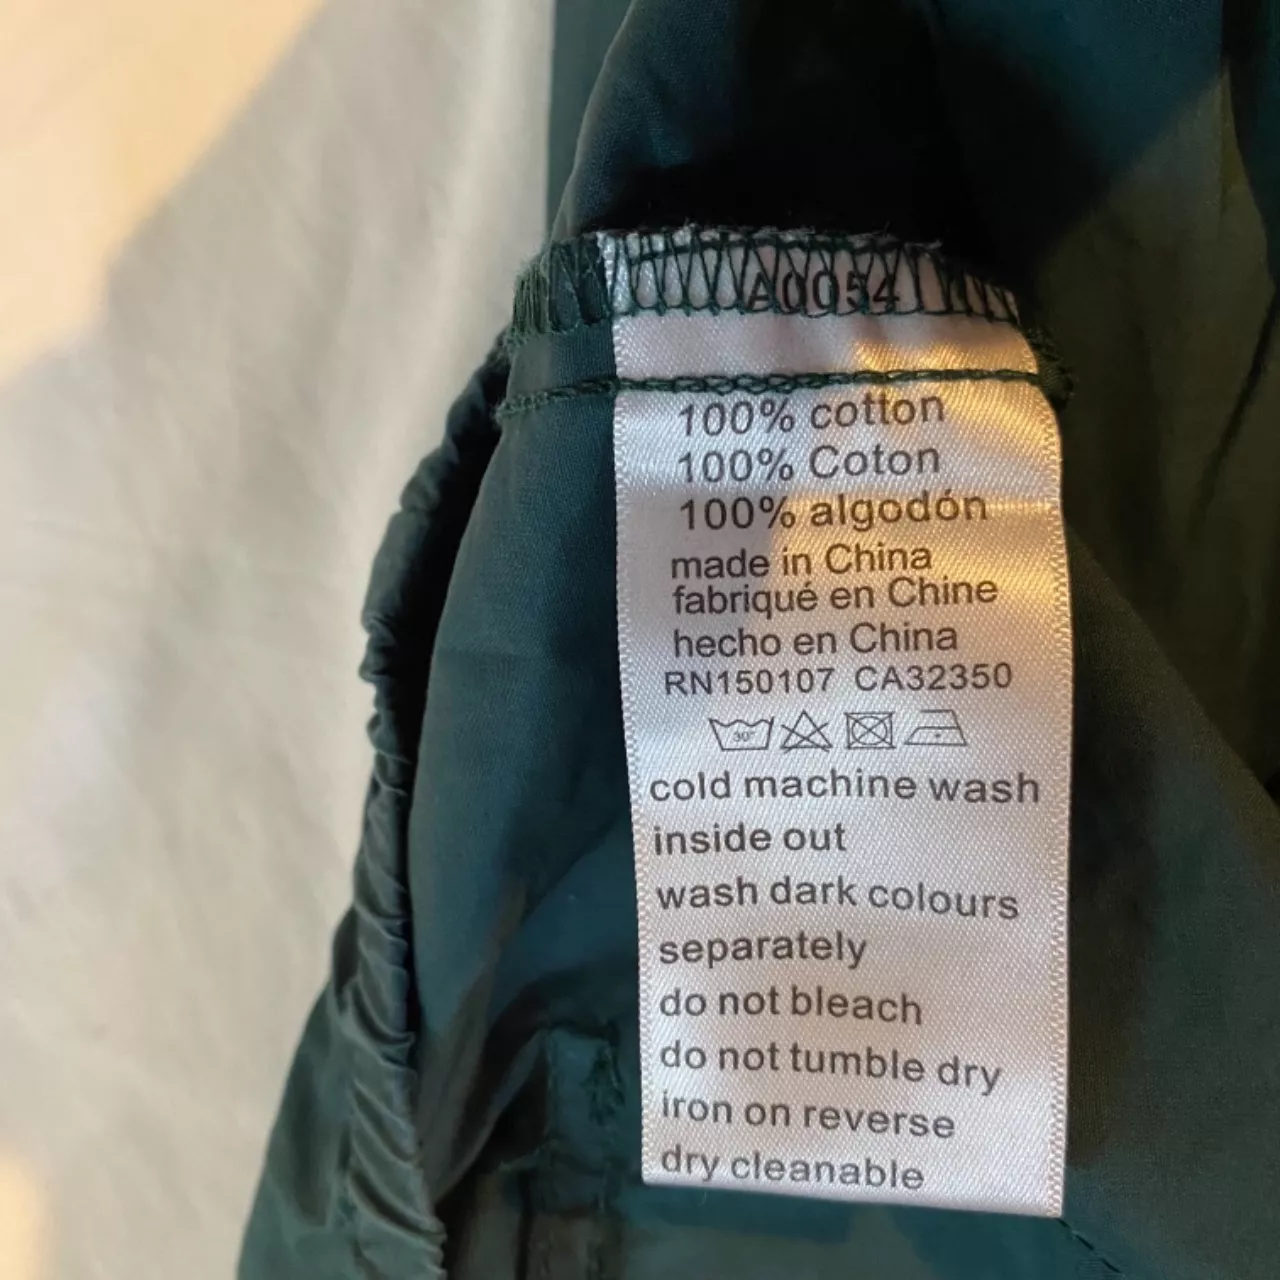 A0054
100% cotton
100% Coton
100% algodón
made in China
fabriqué en Chine
hecho en China
RN150107 CA32350
30°
cold machine wash
inside out
wash dark colours
separately
do not bleach
do not tumble dry
iron on reverse
dry cleanable